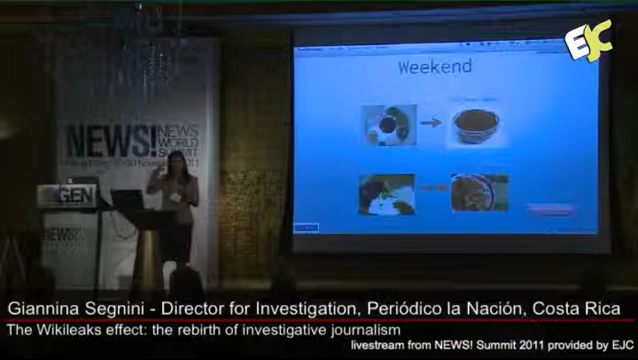 EJC
Weekend
NEWS!
NEWS
WORLD
SUMMIT
2011
GEN
NEWS!
Giannina Segnini - Director for Investigation, Periódico la Nación, Costa Rica
The Wikileaks effect: the rebirth of investigative journalism
livestream from NEWS! Summit 2011 provided by EJC